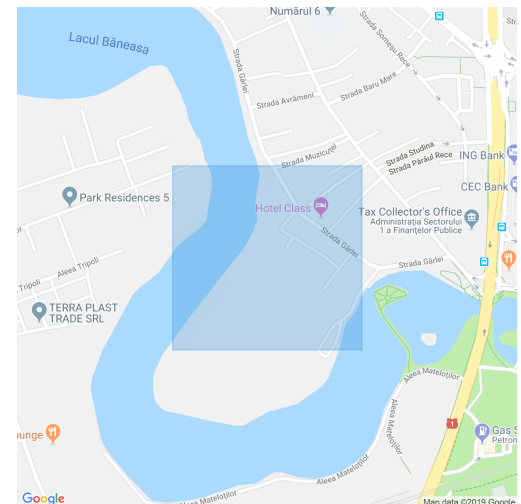 Numărul 6
Lacul Băneasa
Strada Someșu Rece
Strada Gârlei
Strada Baru Mare
Strada Avrămeni
Strada Studina
Strada Muzicuței
Strada Pârâul Rece
ING Bank
CEC Bank
Park Residences 5
Hotel Class
Tax Collector's Office
Administrația Sectorului
1 a Finanțelor Publice
Strada Gârlei
Strada Gârlei
Aleea Tripoli
Tripoli
TERRA PLAST
TRADE SRL
Aleea Mateloților
Aleea Mateloților
1
ounge
Gas S
Petrom
Aleea Mateloților
Google
Map data ©2019 Google